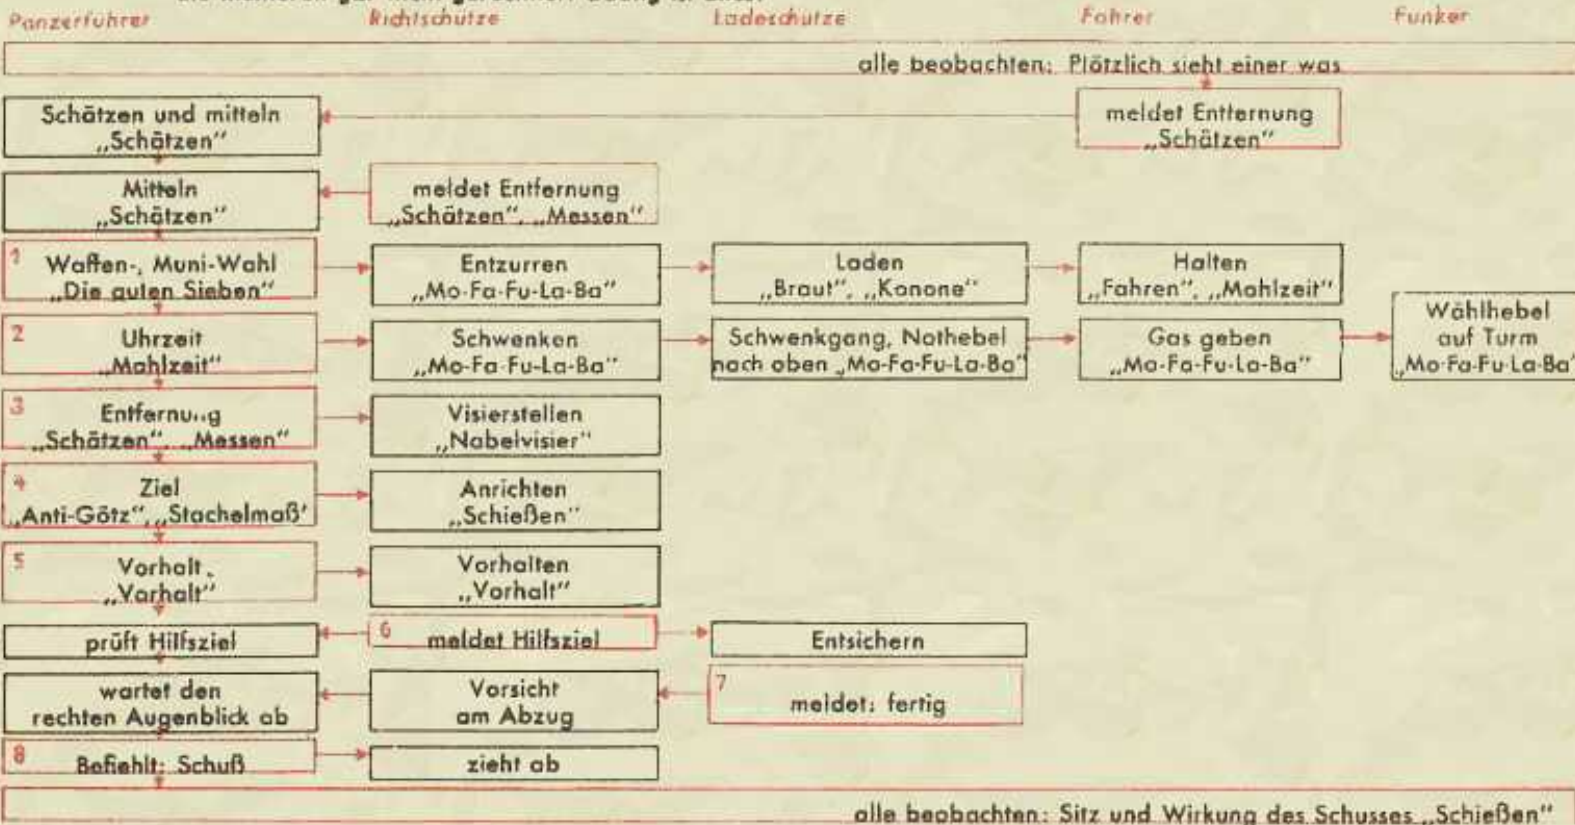 Panzerführer Richtschütze Ladeschütze Fahrer Funker
alle beobachten: Plötzlich sieht einer was
Schätzen und mitteln
„Schätzen“
meldet Entfernung
„Schätzen“
Mitteln
„Schätzen“
meldet Entfernung
„Schätzen“, „Messen“
1 Waffen-, Muni-Wahl
„Die guten Sieben“
Entzurren
„Mo-Fa-Fu-La-Ba“
Laden
„Braut“, „Kanone“
Halten
„Fahren“, „Mahlzeit“
2 Uhrzeit
„Mahlzeit“
Schwenken
„Mo-Fa-Fu-La-Ba“
Schwenkgang, Nothebel
nach oben „Mo-Fa-Fu-La-Ba“
Gas geben
„Mo-Fa-Fu-La-Ba“
Wählhebel
auf Turm
„Mo-Fa-Fu-La-Ba“
3 Entfernung
„Schätzen“, „Messen“
Visierstellen
„Nabelvisier“
4 Ziel
„Anti-Götz“, „Stachelmaß“
Anrichten
„Schießen“
5 Vorhalt
„Vorhalt“
Vorhalten
„Vorhalt“
prüft Hilfsziel
6 meldet Hilfsziel
Entsichern
wartet den
rechten Augenblick ab
Vorsicht
am Abzug
7 meldet: fertig
8 Befiehlt: Schuß
zieht ab
alle beobachten: Sitz und Wirkung des Schusses „Schießen“